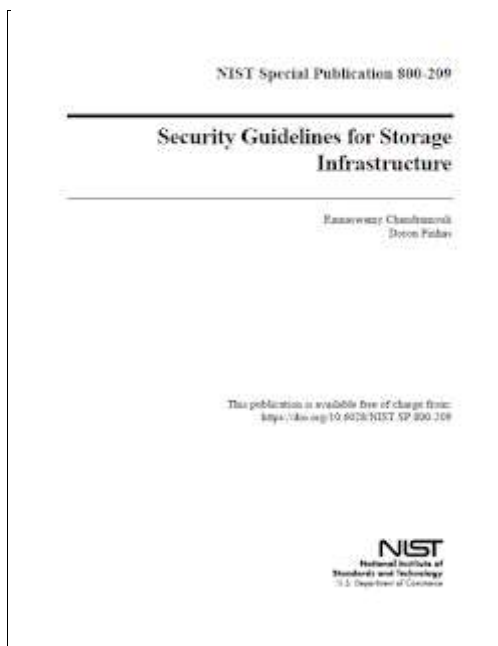 NIST Special Publication 800-209
Security Guidelines for Storage
Infrastructure
Ramaswamy Chandramouli
Doron Pinhas
This publication is available free of charge from:
https://doi.org/10.6028/NIST.SP.800-209
NIST
National Institute of
Standards and Technology
U.S. Department of Commerce